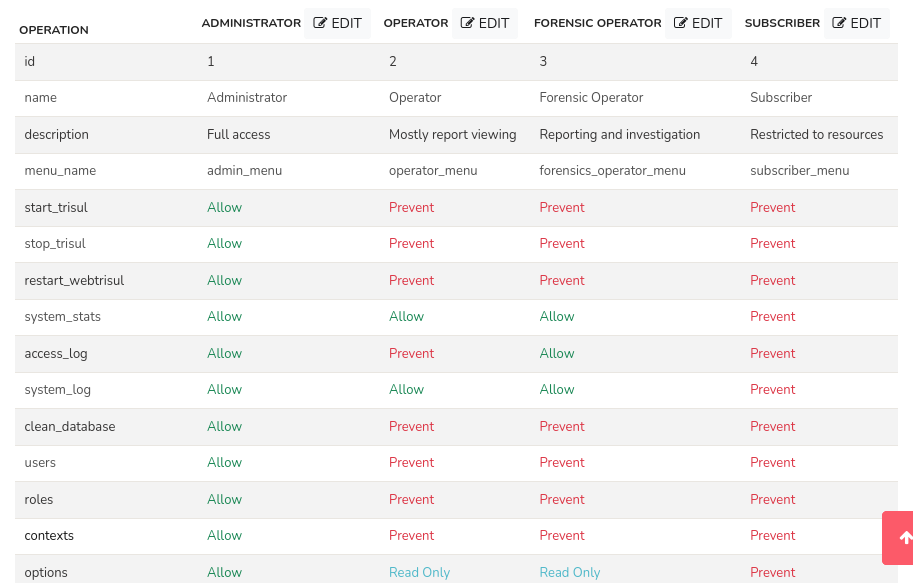 OPERATION ADMINISTRATOR EDIT OPERATOR EDIT FORENSIC OPERATOR EDIT SUBSCRIBER EDIT
id 1 2 3 4
name Administrator Operator Forensic Operator Subscriber
description Full access Mostly report viewing Reporting and investigation Restricted to resources
menu_name admin_menu operator_menu forensics_operator_menu subscriber_menu
start_trisul Allow Prevent Prevent Prevent
stop_trisul Allow Prevent Prevent Prevent
restart_webtrisul Allow Prevent Prevent Prevent
system_stats Allow Allow Allow Prevent
access_log Allow Prevent Allow Prevent
system_log Allow Allow Allow Prevent
clean_database Allow Prevent Prevent Prevent
users Allow Prevent Prevent Prevent
roles Allow Prevent Prevent Prevent
contexts Allow Prevent Prevent Prevent
options Allow Read Only Read Only Prevent